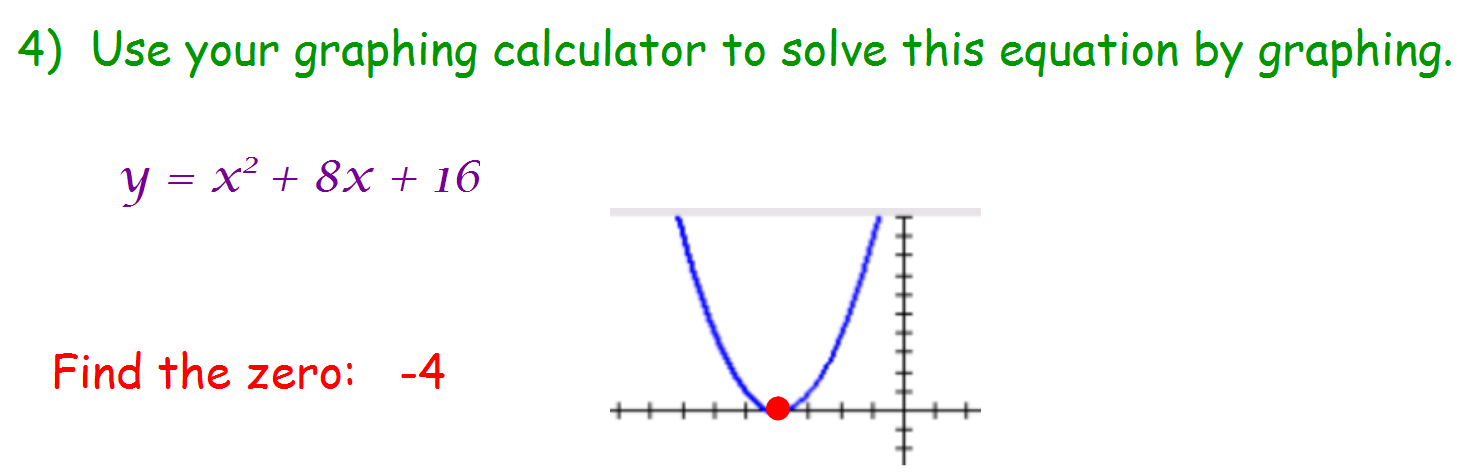 4) Use your graphing calculator to solve this equation by graphing.
y = x² + 8x + 16
Find the zero: -4